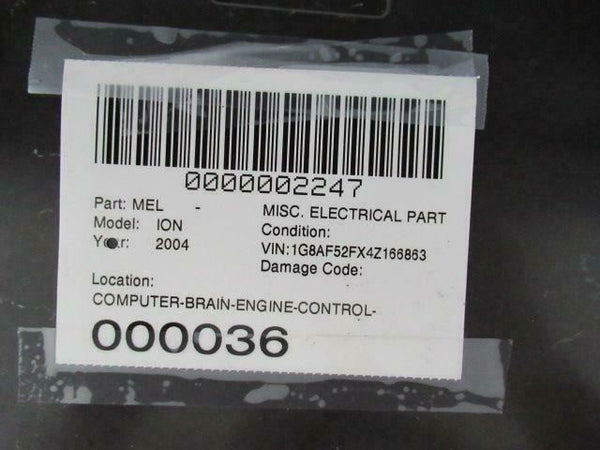 0000002247
Part: MEL - MISC. ELECTRICAL PART
Model: ION Condition:
Year: 2004 VIN:1G8AF52FX4Z166863
Damage Code:
Location:
COMPUTER-BRAIN-ENGINE-CONTROL-
000036